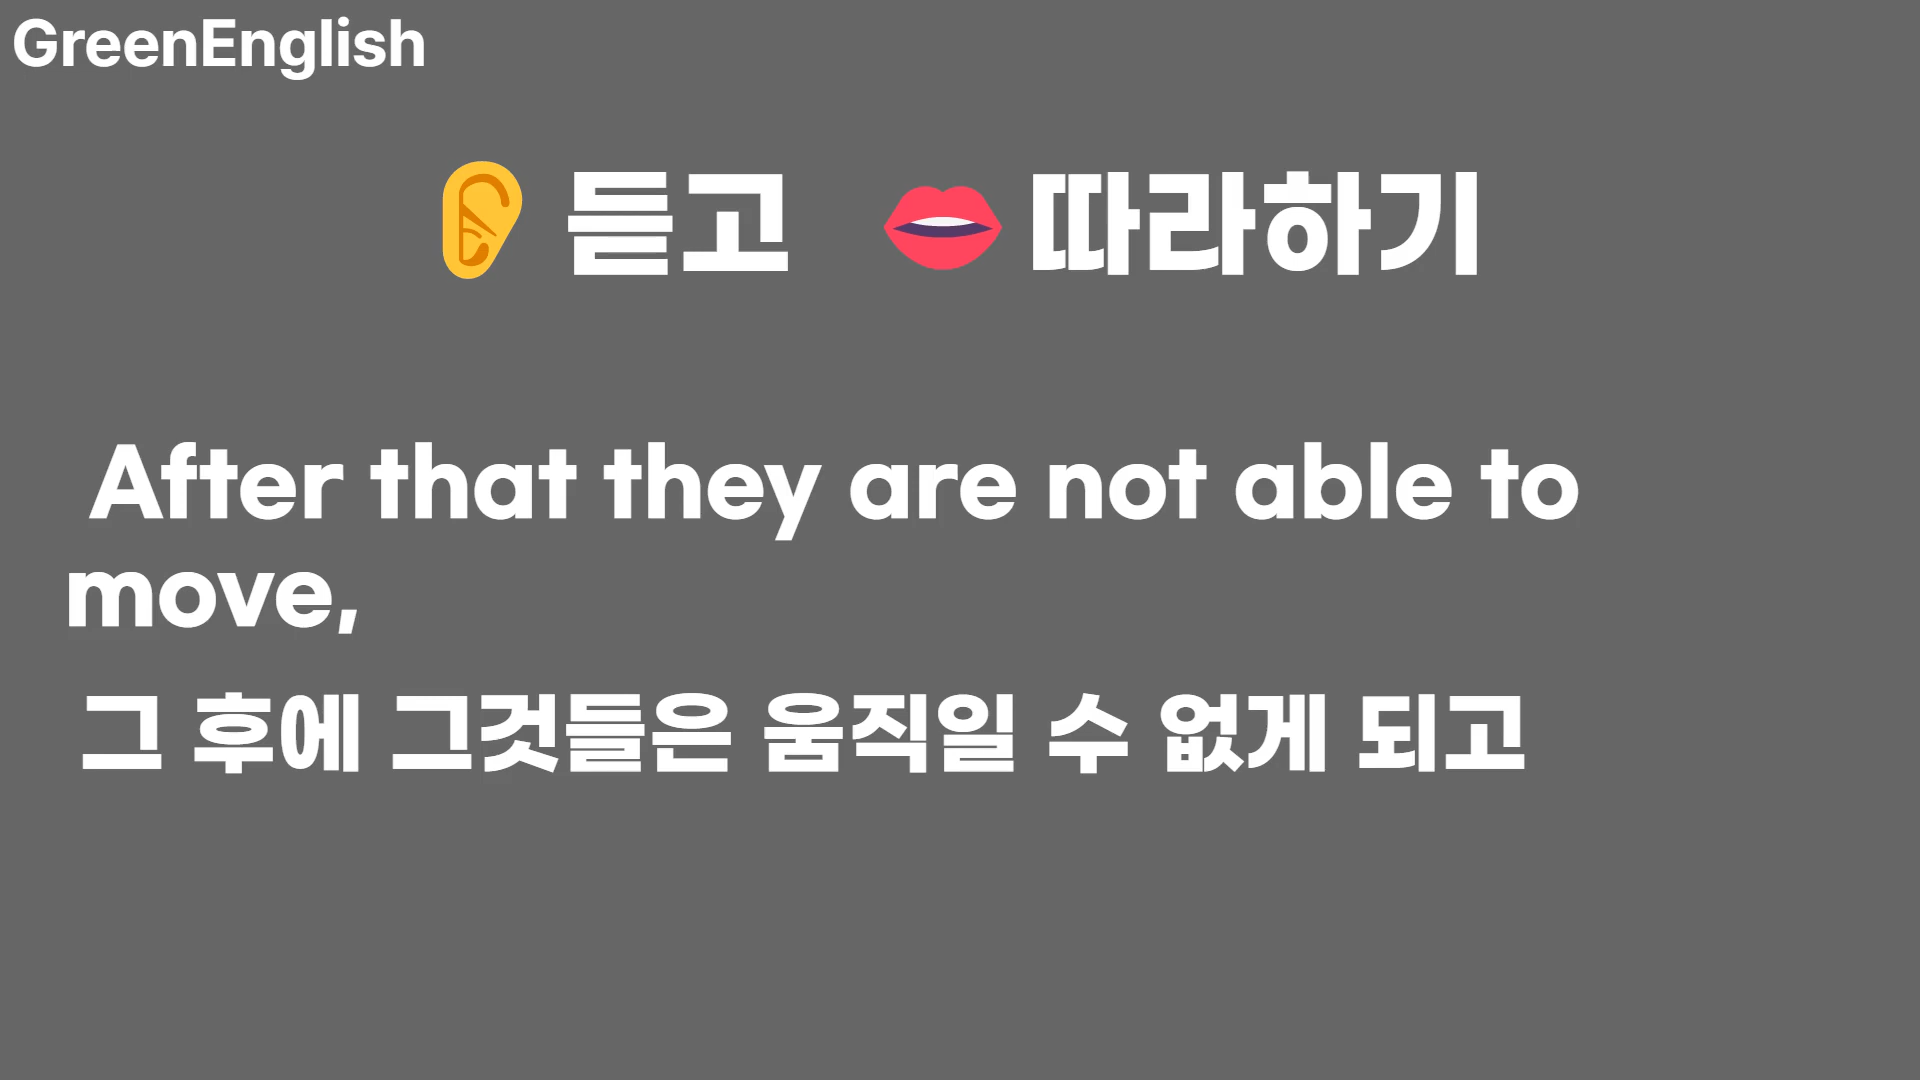 GreenEnglish
듣고 따라하기
After that they are not able to
move,
그 후에 그것들은 움직일 수 없게 되고